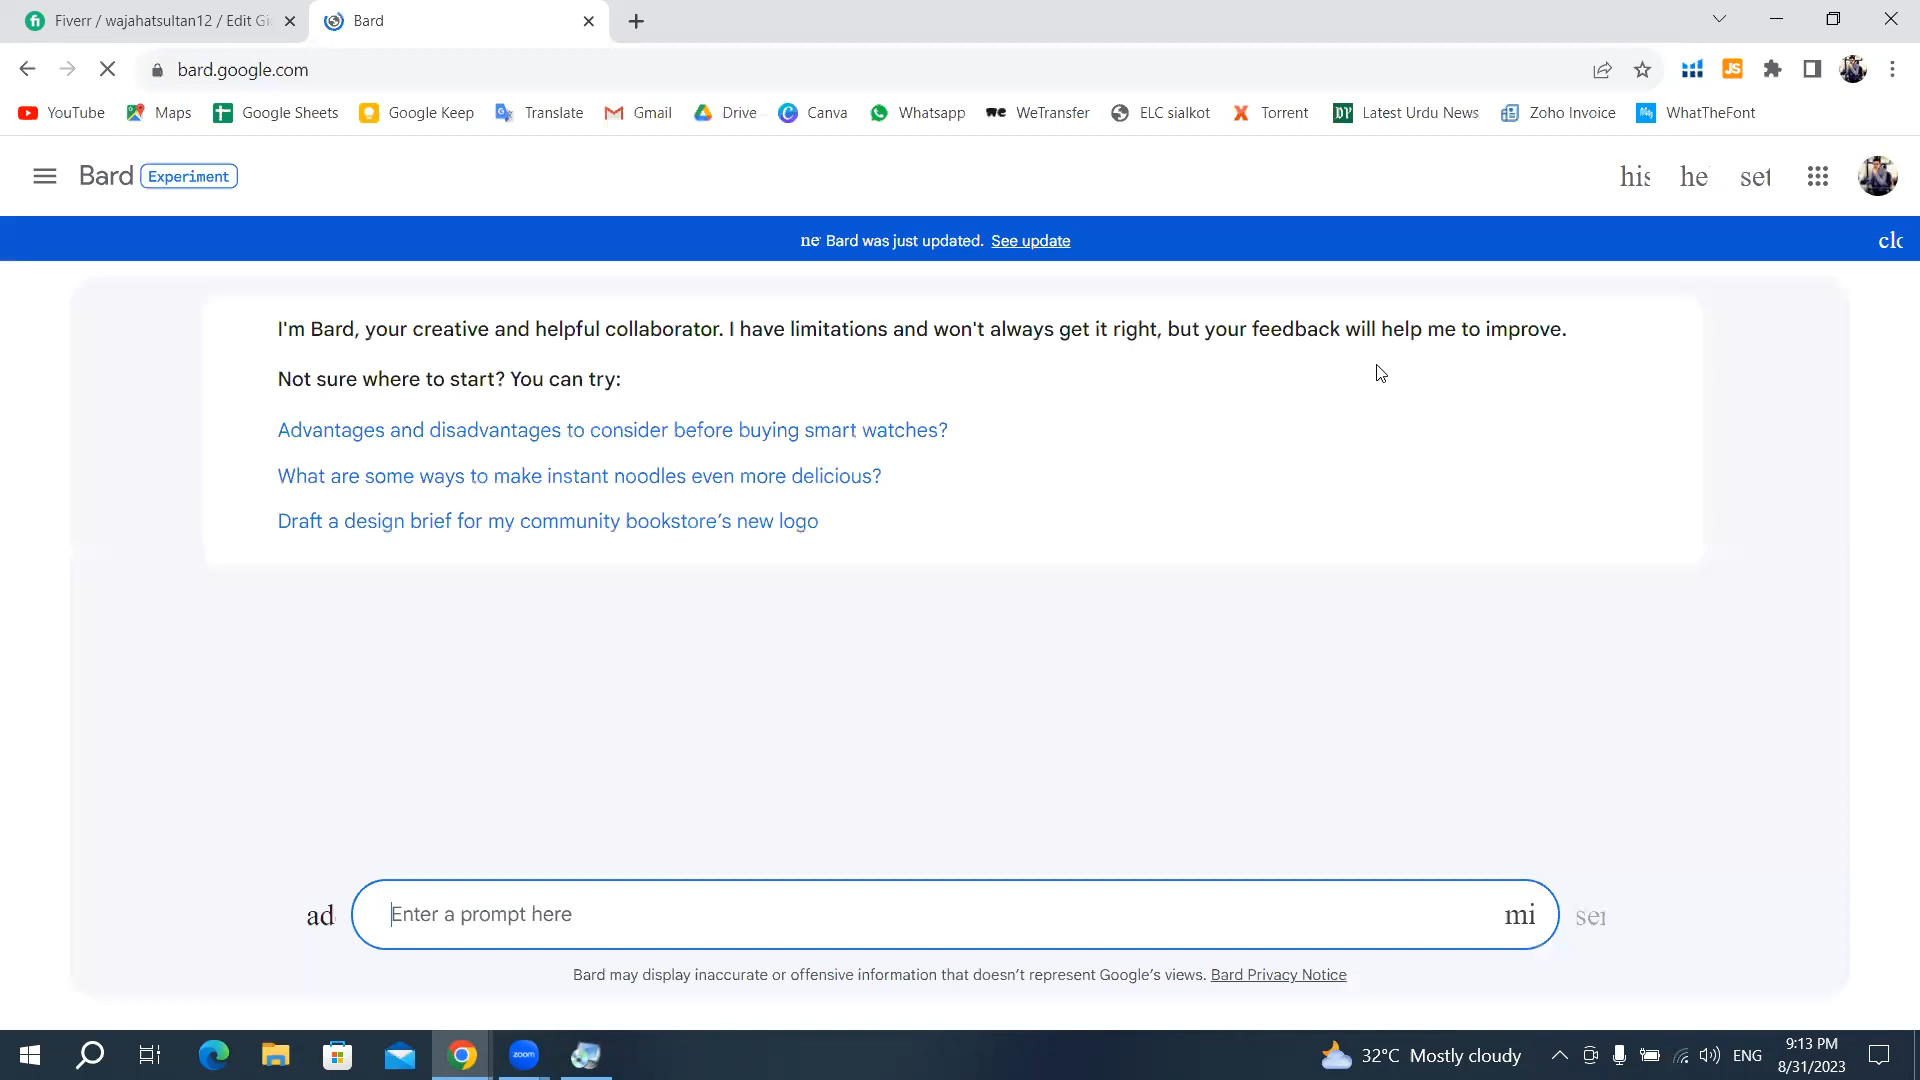 Fiverr / wajahatsultan12 / Edit Gi
Bard
bard.google.com
YouTube Maps Google Sheets Google Keep Translate Gmail Drive Canva Whatsapp WeTransfer ELC sialkot Torrent Latest Urdu News Zoho Invoice WhatTheFont
Bard Experiment his he set
ne Bard was just updated. See update clo
I'm Bard, your creative and helpful collaborator. I have limitations and won't always get it right, but your feedback will help me to improve.
Not sure where to start? You can try:
Advantages and disadvantages to consider before buying smart watches?
What are some ways to make instant noodles even more delicious?
Draft a design brief for my community bookstore’s new logo
ad Enter a prompt here mi ser
Bard may display inaccurate or offensive information that doesn’t represent Google’s views. Bard Privacy Notice
zoom 32°C Mostly cloudy ENG 9:13 PM
8/31/2023